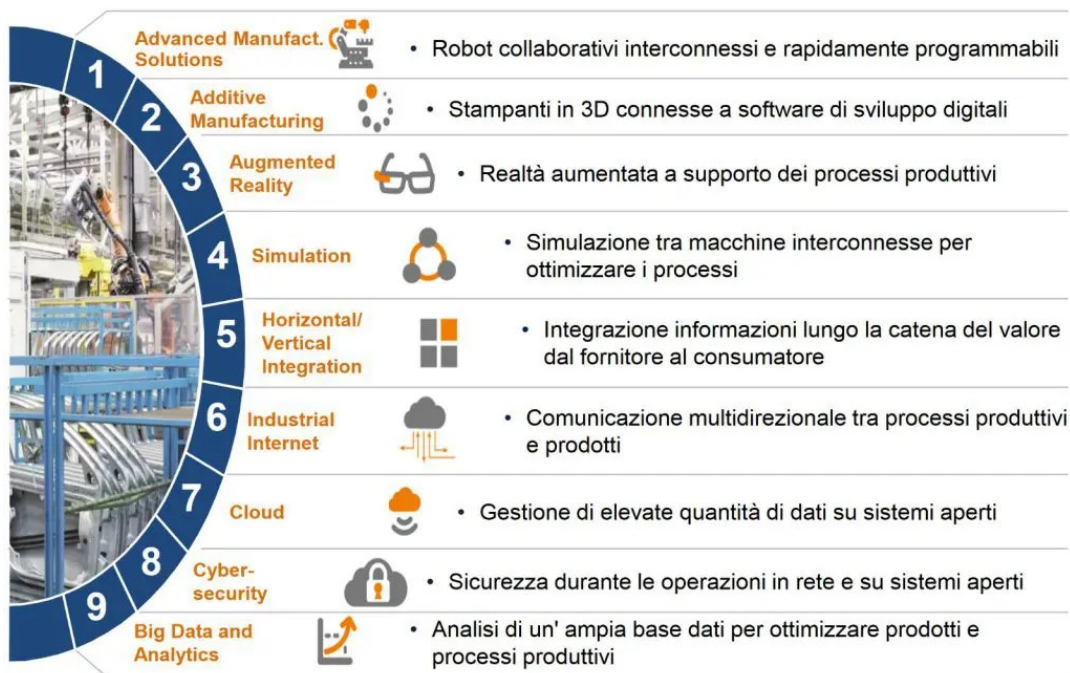 1
Advanced Manufact.
Solutions
• Robot collaborativi interconnessi e rapidamente programmabili
2
Additive
Manufacturing
• Stampanti in 3D connesse a software di sviluppo digitali
3
Augmented
Reality
• Realtà aumentata a supporto dei processi produttivi
4
Simulation
• Simulazione tra macchine interconnesse per
ottimizzare i processi
5
Horizontal/
Vertical
Integration
• Integrazione informazioni lungo la catena del valore
dal fornitore al consumatore
6
Industrial
Internet
• Comunicazione multidirezionale tra processi produttivi
e prodotti
7
Cloud
• Gestione di elevate quantità di dati su sistemi aperti
8
Cyber-
security
• Sicurezza durante le operazioni in rete e su sistemi aperti
9
Big Data and
Analytics
• Analisi di un' ampia base dati per ottimizzare prodotti e
processi produttivi